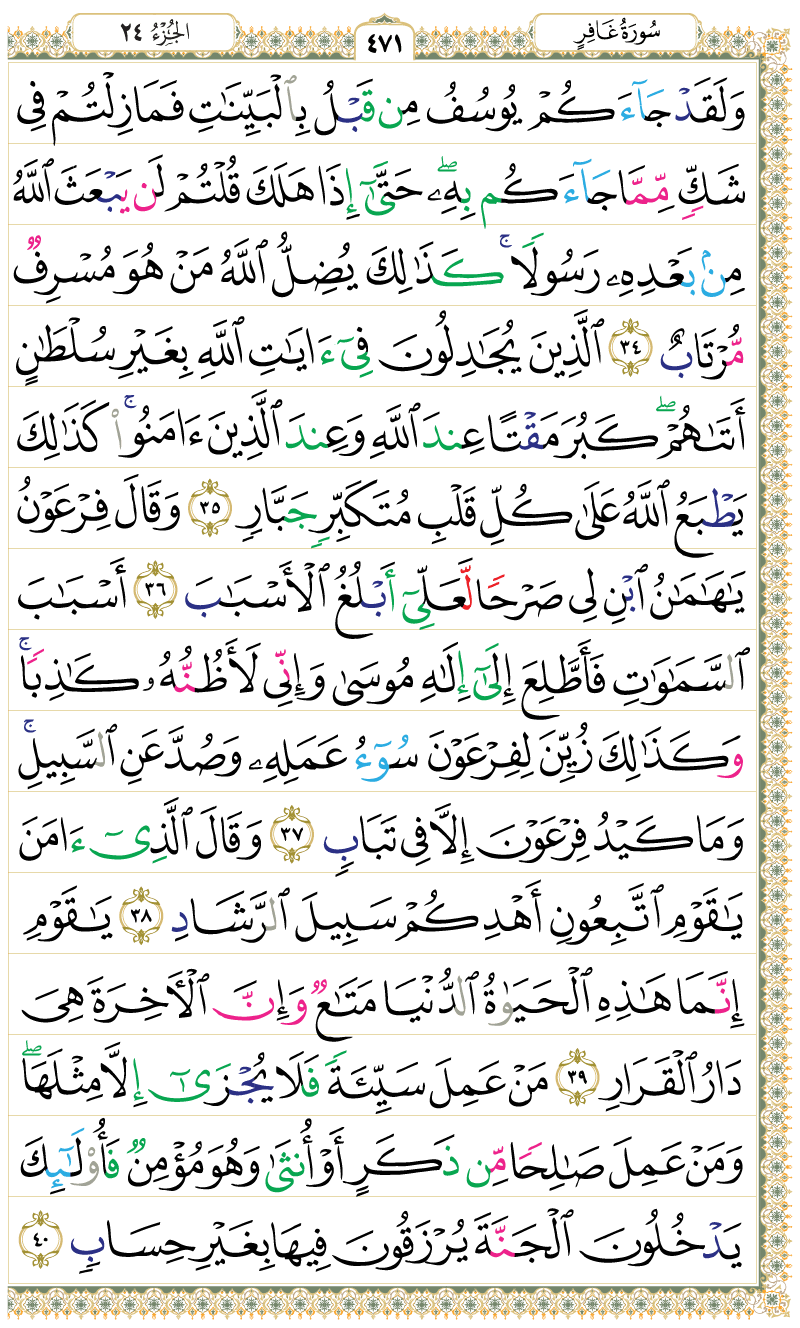 سُورَةُ غَافِرٍ
٤٧١
الجُزْءُ ٢٤
وَلَقَدْ جَآءَكُمْ يُوسُفُ مِن قَبْلُ بِٱلْبَيِّنَٰتِ فَمَا زِلْتُمْ فِى
شَكٍّ مِّمَّا جَآءَكُم بِهِۦ ۖ حَتَّىٰٓ إِذَا هَلَكَ قُلْتُمْ لَن يَبْعَثَ ٱللَّهُ
مِنۢ بَعْدِهِۦ رَسُولًا ۚ كَذَٰلِكَ يُضِلُّ ٱللَّهُ مَنْ هُوَ مُسْرِفٌ
مُّرْتَابٌ ٣٤ ٱلَّذِينَ يُجَٰدِلُونَ فِىٓ ءَايَٰتِ ٱللَّهِ بِغَيْرِ سُلْطَٰنٍ
أَتَىٰهُمْ ۖ كَبُرَ مَقْتًا عِندَ ٱللَّهِ وَعِندَ ٱلَّذِينَ ءَامَنُوا۟ ۚ كَذَٰلِكَ
يَطْبَعُ ٱللَّهُ عَلَىٰ كُلِّ قَلْبِ مُتَكَبِّرٍ جَبَّارٍ ٣٥ وَقَالَ فِرْعَوْنُ
يَٰهَٰمَٰنُ ٱبْنِ لِى صَرْحًا لَّعَلِّىٓ أَبْلُغُ ٱلْأَسْبَٰبَ ٣٦ أَسْبَٰبَ
ٱلسَّمَٰوَٰتِ فَأَطَّلِعَ إِلَىٰٓ إِلَٰهِ مُوسَىٰ وَإِنِّى لَأَظُنُّهُۥ كَٰذِبًا ۚ
وَكَذَٰلِكَ زُيِّنَ لِفِرْعَوْنَ سُوٓءُ عَمَلِهِۦ وَصُدَّ عَنِ ٱلسَّبِيلِ ۚ
وَمَا كَيْدُ فِرْعَوْنَ إِلَّا فِى تَبَابٍ ٣٧ وَقَالَ ٱلَّذِىٓ ءَامَنَ
يَٰقَوْمِ ٱتَّبِعُونِ أَهْدِكُمْ سَبِيلَ ٱلرَّشَادِ ٣٨ يَٰقَوْمِ
إِنَّمَا هَٰذِهِ ٱلْحَيَوٰةُ ٱلدُّنْيَا مَتَٰعٌ وَإِنَّ ٱلْأَخِرَةَ هِىَ
دَارُ ٱلْقَرَارِ ٣٩ مَنْ عَمِلَ سَيِّئَةً فَلَا يُجْزَىٰٓ إِلَّا مِثْلَهَا ۖ
وَمَنْ عَمِلَ صَٰلِحًا مِّن ذَكَرٍ أَوْ أُنثَىٰ وَهُوَ مُؤْمِنٌ فَأُو۟لَٰٓئِكَ
يَدْخُلُونَ ٱلْجَنَّةَ يُرْزَقُونَ فِيهَا بِغَيْرِ حِسَابٍ ٤٠